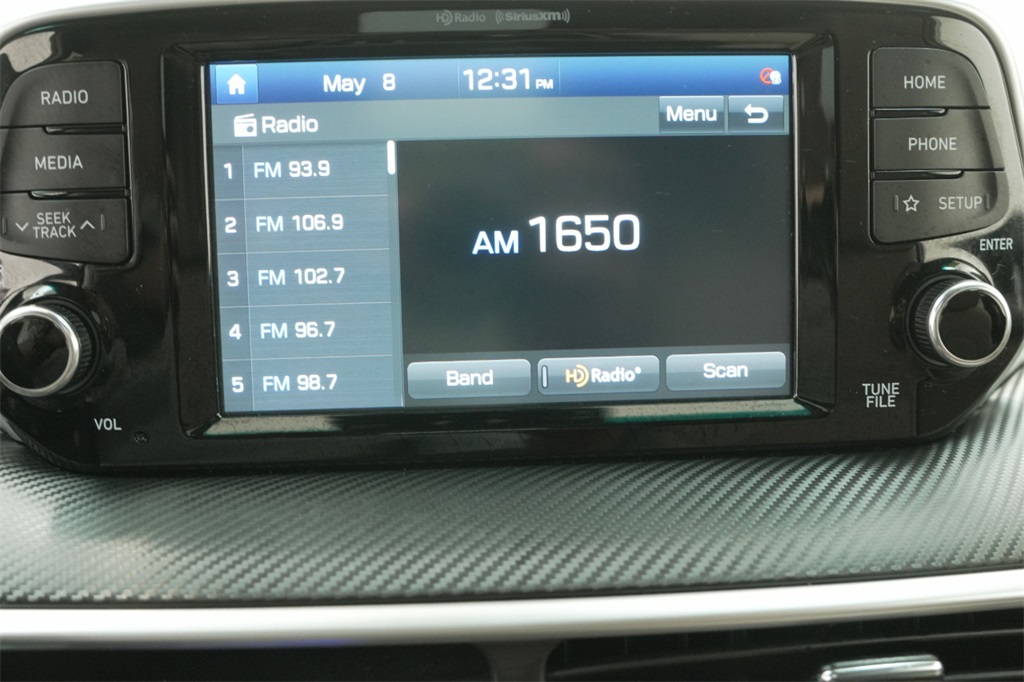 HD Radio SiriusXM
RADIO
MEDIA
SEEK
TRACK
VOL
May 8 12:31 PM
Radio
Menu
1 FM 93.9
2 FM 106.9
3 FM 102.7
4 FM 96.7
5 FM 98.7
AM 1650
Band
HD Radio®
Scan
HOME
PHONE
☆ SETUP
ENTER
TUNE
FILE